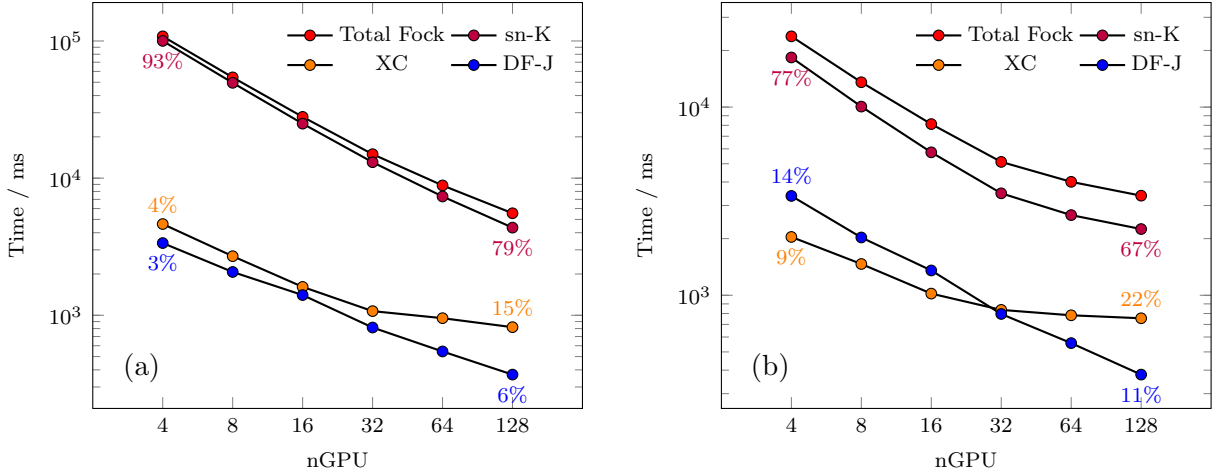 Total Fock sn-K
XC DF-J
10^5
10^4
10^3
Time / ms
93%
79%
4%
15%
3%
6%
(a)
4 8 16 32 64 128
nGPU
Total Fock sn-K
XC DF-J
10^4
10^3
Time / ms
77%
67%
14%
11%
9%
22%
(b)
4 8 16 32 64 128
nGPU